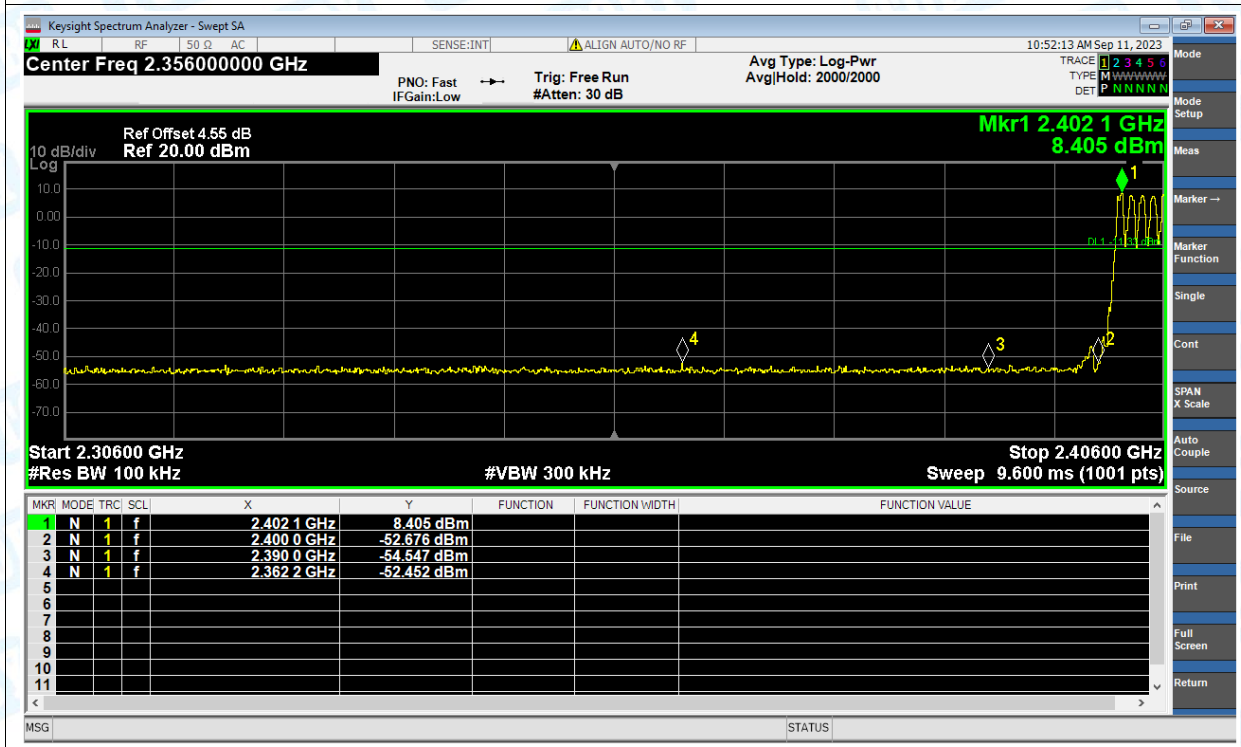 Keysight Spectrum Analyzer - Swept SA
LXI RL RF 50 Ω AC SENSE:INT ALIGN AUTO/NO RF 10:52:13 AM Sep 11, 2023
Center Freq 2.356000000 GHz
PNO: Fast
IFGain:Low
Trig: Free Run
#Atten: 30 dB
Avg Type: Log-Pwr
Avg|Hold: 2000/2000
TRACE 1 2 3 4 5 6
TYPE M WWWWW
DET P N N N N N
Ref Offset 4.55 dB
10 dB/div Ref 20.00 dBm
Log
Mkr1 2.402 1 GHz
8.405 dBm
1
10.0
0.00
-10.0
-20.0
-30.0
-40.0
-50.0
-60.0
-70.0
4
3
2
Start 2.30600 GHz Stop 2.40600 GHz
#Res BW 100 kHz #VBW 300 kHz Sweep 9.600 ms (1001 pts)
MKR MODE TRC SCL X Y FUNCTION FUNCTION WIDTH FUNCTION VALUE
1 N 1 f 2.402 1 GHz 8.405 dBm
2 N 1 f 2.400 0 GHz -52.676 dBm
3 N 1 f 2.390 0 GHz -54.547 dBm
4 N 1 f 2.362 2 GHz -52.452 dBm
5
6
7
8
9
10
11
MSG STATUS
Mode
Mode
Setup
Meas
Marker →
Marker
Function
Single
Cont
SPAN
X Scale
Auto
Couple
Source
File
Print
Full
Screen
Return